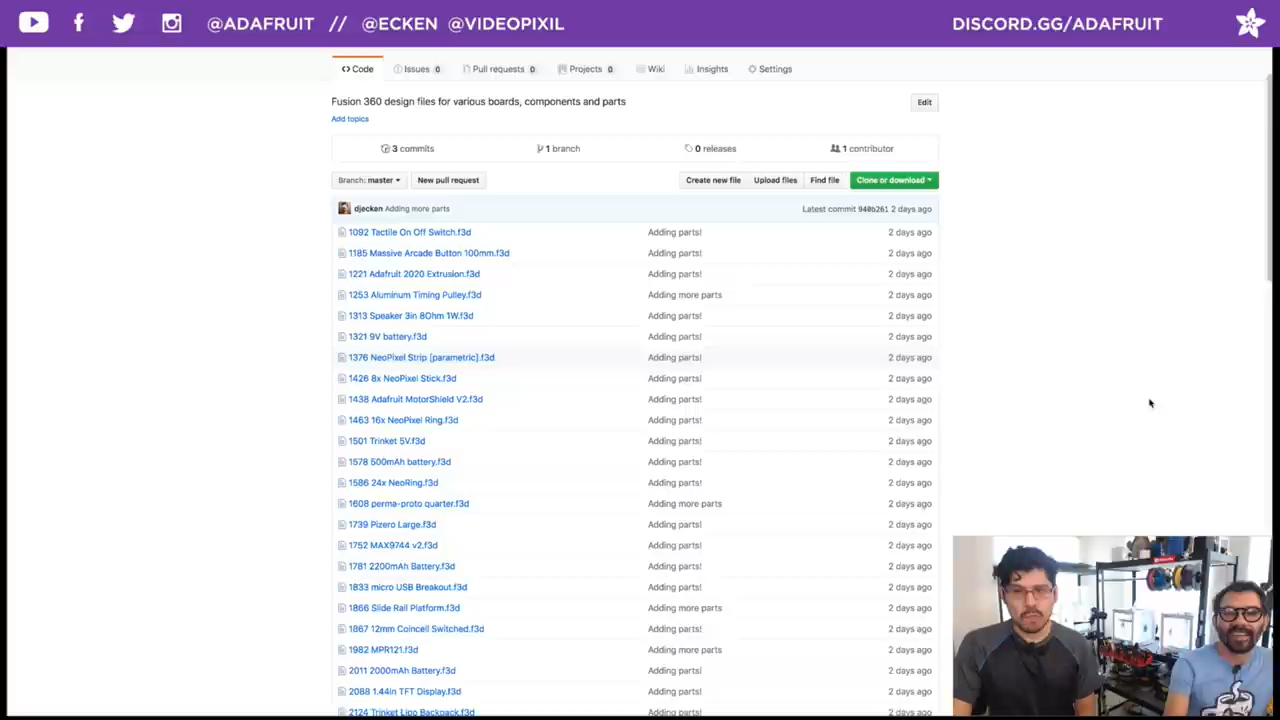 @ADAFRUIT // @ECKEN @VIDEOPIXIL DISCORD.GG/ADAFRUIT
Code Issues 0 Pull requests 0 Projects 0 Wiki Insights Settings
Fusion 360 design files for various boards, components and parts Edit
Add topics
3 commits 1 branch 0 releases 1 contributor
Branch: master New pull request Create new file Upload files Find file Clone or download
djecken Adding more parts Latest commit 940b261 2 days ago
1092 Tactile On Off Switch.f3d Adding parts! 2 days ago
1185 Massive Arcade Button 100mm.f3d Adding parts! 2 days ago
1221 Adafruit 2020 Extrusion.f3d Adding parts! 2 days ago
1253 Aluminum Timing Pulley.f3d Adding more parts 2 days ago
1313 Speaker 3in 8Ohm 1W.f3d Adding parts! 2 days ago
1321 9V battery.f3d Adding parts! 2 days ago
1376 NeoPixel Strip [parametric].f3d Adding parts! 2 days ago
1426 8x NeoPixel Stick.f3d Adding parts! 2 days ago
1438 Adafruit MotorShield V2.f3d Adding parts! 2 days ago
1463 16x NeoPixel Ring.f3d Adding parts! 2 days ago
1501 Trinket 5V.f3d Adding parts! 2 days ago
1578 500mAh battery.f3d Adding parts! 2 days ago
1586 24x NeoRing.f3d Adding parts! 2 days ago
1608 perma-proto quarter.f3d Adding more parts 2 days ago
1739 Pizero Large.f3d Adding parts! 2 days ago
1752 MAX9744 v2.f3d Adding parts! 2 days ago
1781 2200mAh Battery.f3d Adding parts! 2 days ago
1833 micro USB Breakout.f3d Adding parts! 2 days ago
1866 Slide Rail Platform.f3d Adding more parts 2 days ago
1867 12mm Coincell Switched.f3d Adding parts! 2 days ago
1982 MPR121.f3d Adding more parts 2 days ago
2011 2000mAh Battery.f3d Adding parts! 2 days ago
2088 1.44in TFT Display.f3d Adding parts! 2 days ago
2124 Trinket Lipo Backpack.f3d Adding parts! 2 days ago